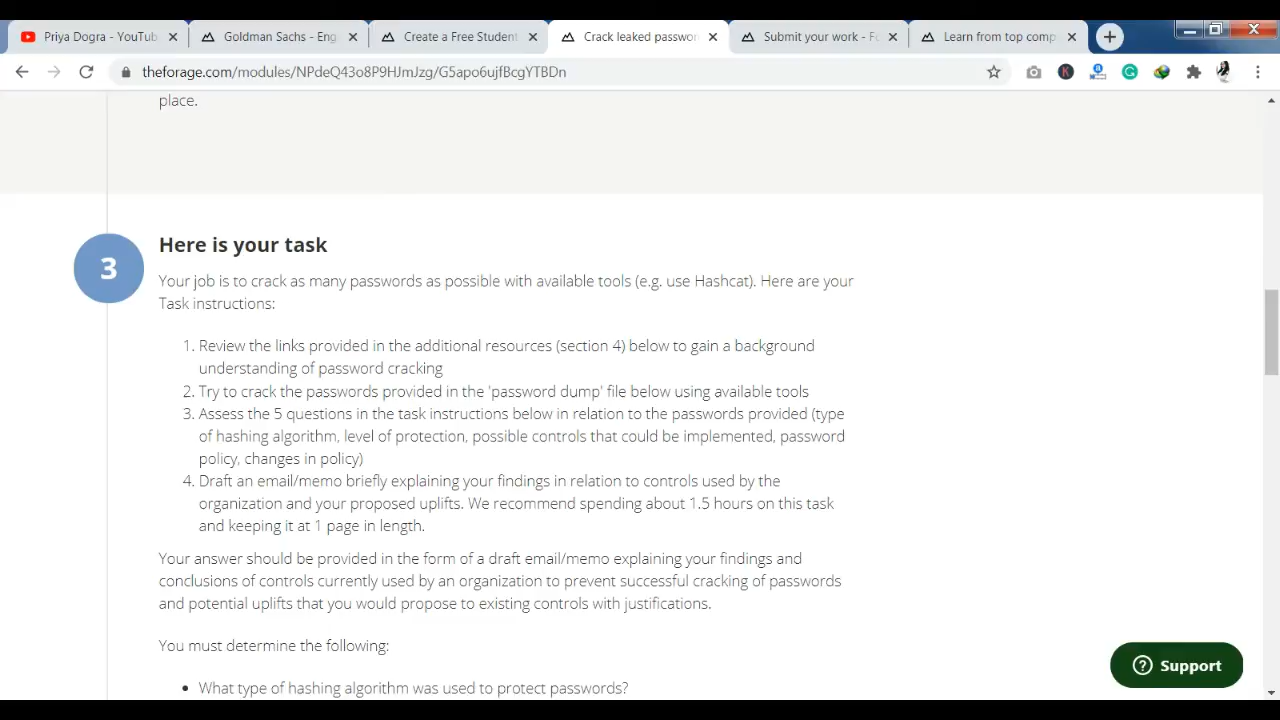 Priya Dogra - YouTub
Goldman Sachs - Eng
Create a Free Stude
Crack leaked passwor
Submit your work - Fo
Learn from top comp
theforage.com/modules/NPdeQ43o8P9HJmJzg/G5apo6ujfBcgYTBDn
place.
3
Here is your task
Your job is to crack as many passwords as possible with available tools (e.g. use Hashcat). Here are your
Task instructions:
1. Review the links provided in the additional resources (section 4) below to gain a background
understanding of password cracking
2. Try to crack the passwords provided in the 'password dump' file below using available tools
3. Assess the 5 questions in the task instructions below in relation to the passwords provided (type
of hashing algorithm, level of protection, possible controls that could be implemented, password
policy, changes in policy)
4. Draft an email/memo briefly explaining your findings in relation to controls used by the
organization and your proposed uplifts. We recommend spending about 1.5 hours on this task
and keeping it at 1 page in length.
Your answer should be provided in the form of a draft email/memo explaining your findings and
conclusions of controls currently used by an organization to prevent successful cracking of passwords
and potential uplifts that you would propose to existing controls with justifications.
You must determine the following:
• What type of hashing algorithm was used to protect passwords?
Support